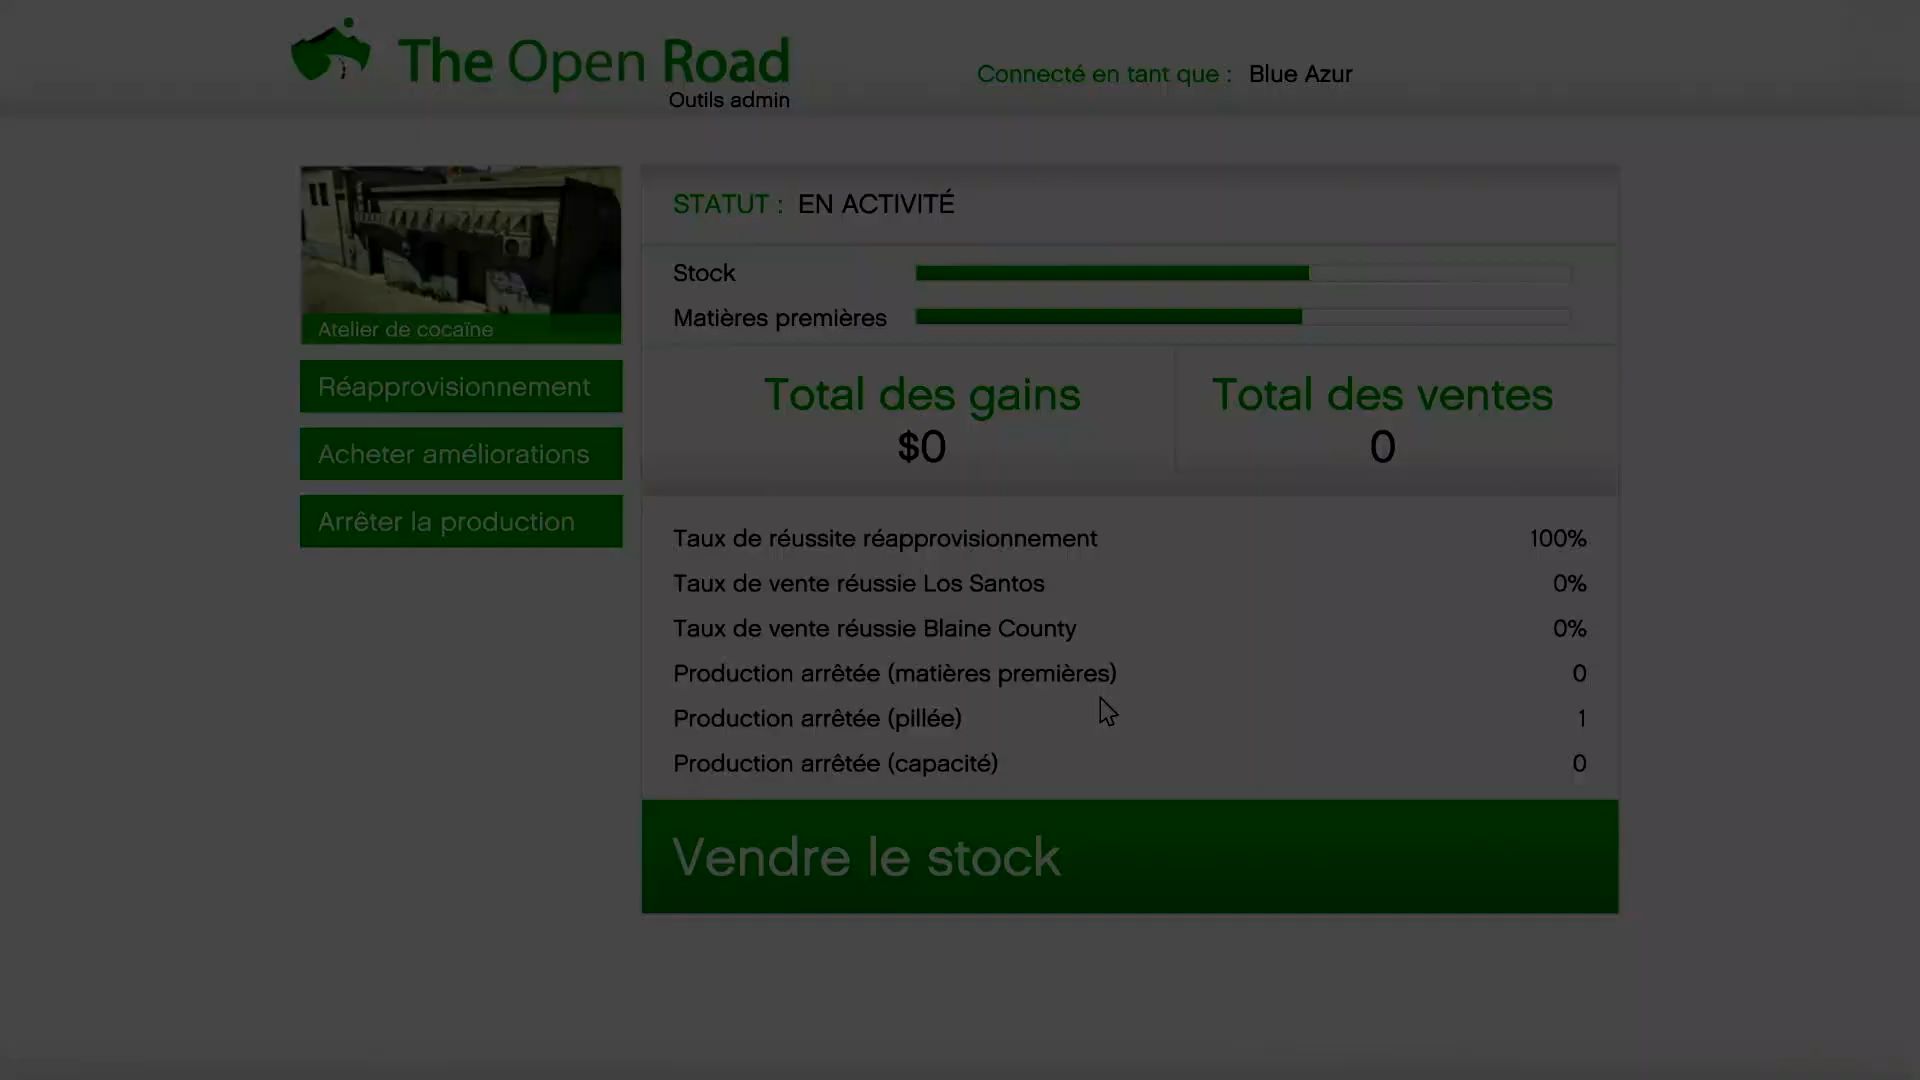 The Open Road
Outils admin
Connecté en tant que : Blue Azur
Atelier de cocaïne
Réapprovisionnement
Acheter améliorations
Arrêter la production
STATUT : EN ACTIVITÉ
Stock
Matières premières
Total des gains
$0
Total des ventes
0
Taux de réussite réapprovisionnement 100%
Taux de vente réussie Los Santos 0%
Taux de vente réussie Blaine County 0%
Production arrêtée (matières premières) 0
Production arrêtée (pillée) 1
Production arrêtée (capacité) 0
Vendre le stock